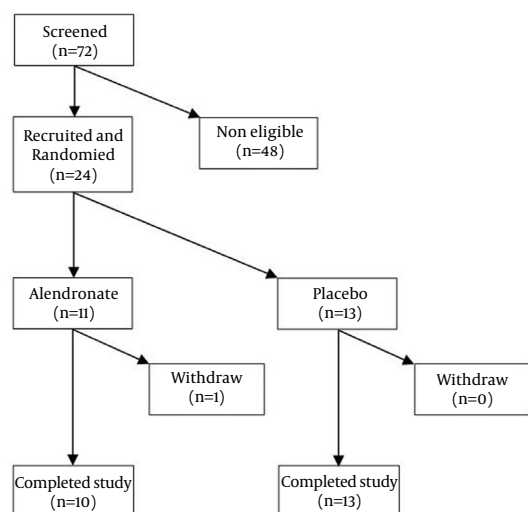 Screened
(n=72)
Non eligible
(n=48)
Recruited and
Randomied
(n=24)
Alendronate
(n=11)
Placebo
(n=13)
Withdraw
(n=1)
Withdraw
(n=0)
Completed study
(n=10)
Completed study
(n=13)